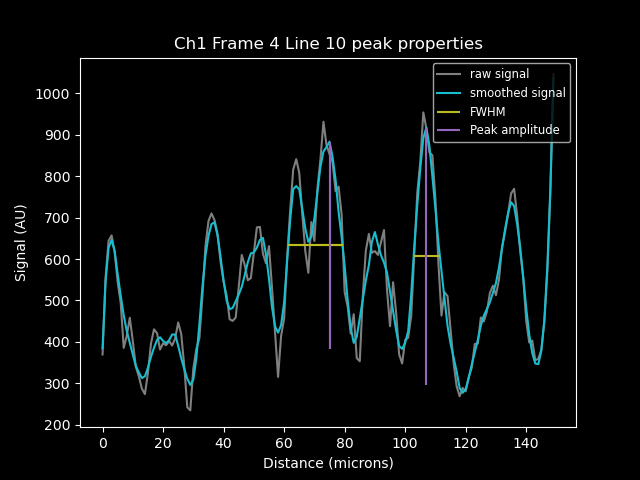 Ch1 Frame 4 Line 10 peak properties
raw signal
smoothed signal
FWHM
Peak amplitude
Signal (AU)
1000
900
800
700
600
500
400
300
200
0 20 40 60 80 100 120 140
Distance (microns)